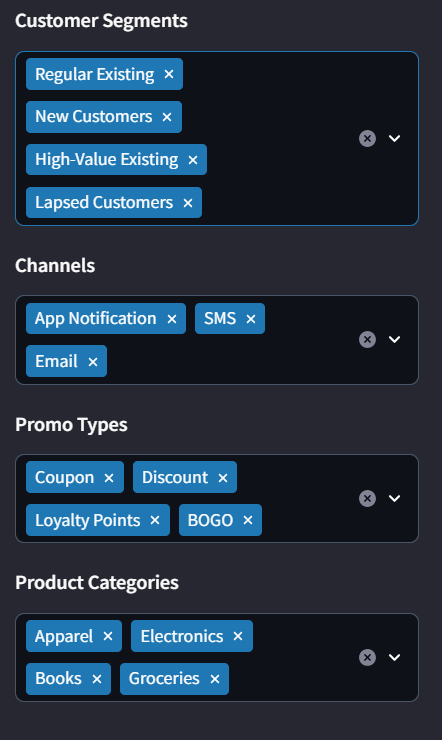 Customer Segments
Regular Existing ×
New Customers ×
High-Value Existing ×
Lapsed Customers ×
Channels
App Notification × SMS ×
Email ×
Promo Types
Coupon × Discount ×
Loyalty Points × BOGO ×
Product Categories
Apparel × Electronics ×
Books × Groceries ×